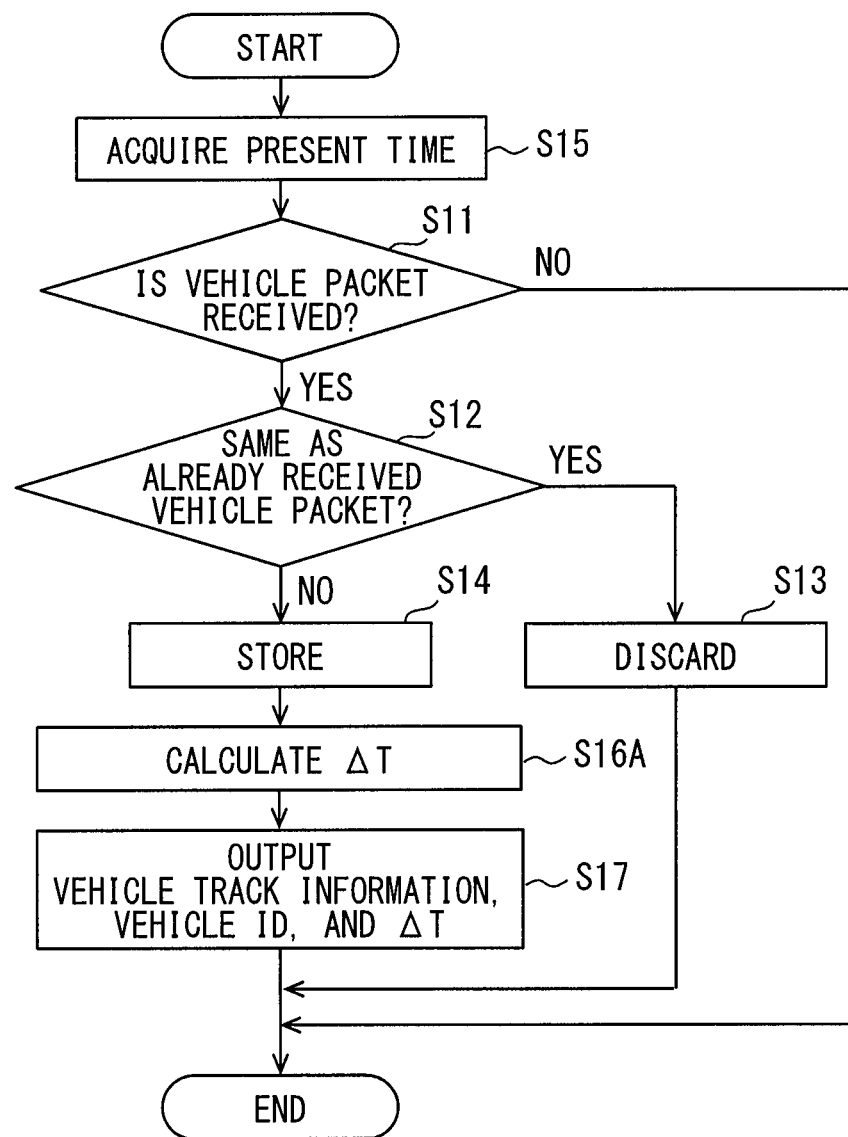 START
ACQUIRE PRESENT TIME
S15
S11
IS VEHICLE PACKET
RECEIVED?
NO
YES
S12
SAME AS
ALREADY RECEIVED
VEHICLE PACKET?
YES
NO
S14
STORE
S13
DISCARD
CALCULATE ΔT
S16A
OUTPUT
VEHICLE TRACK INFORMATION,
VEHICLE ID, AND ΔT
S17
END